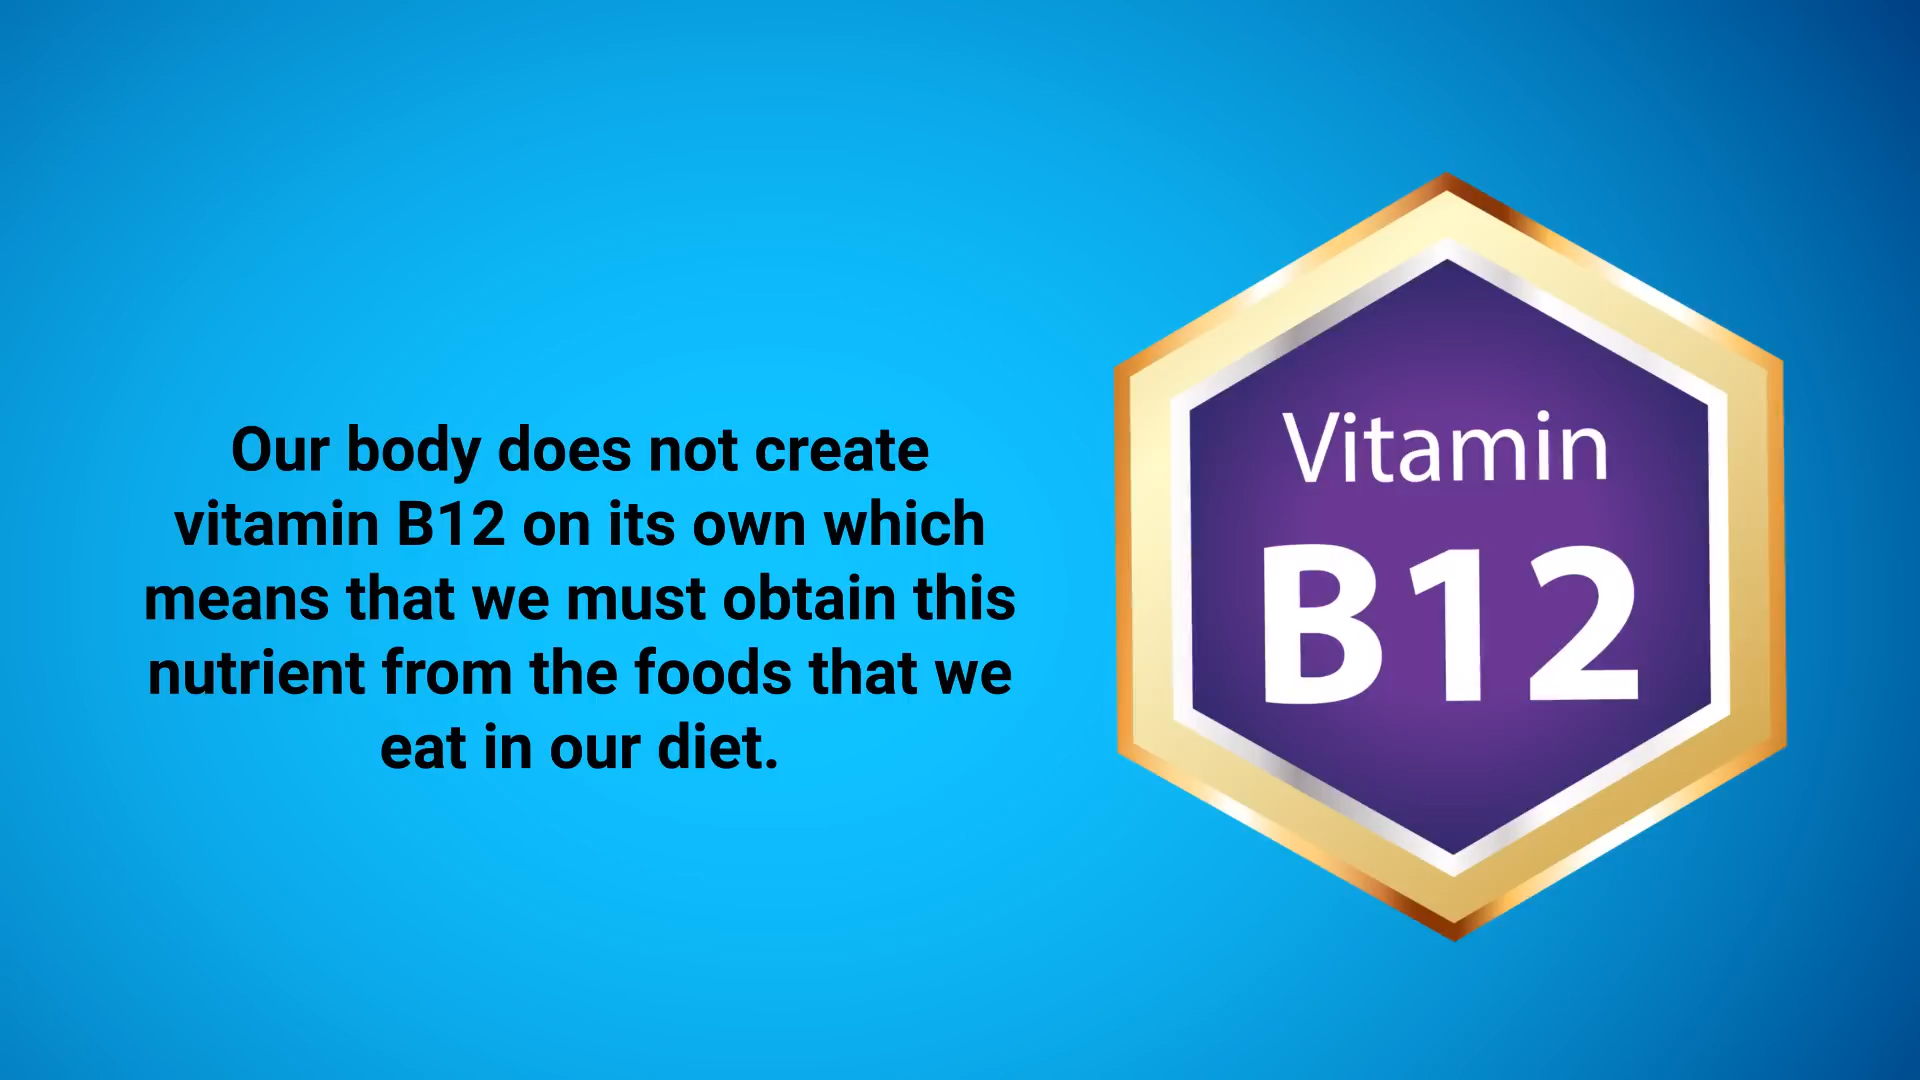 Our body does not create
vitamin B12 on its own which
means that we must obtain this
nutrient from the foods that we
eat in our diet.
Vitamin
B12